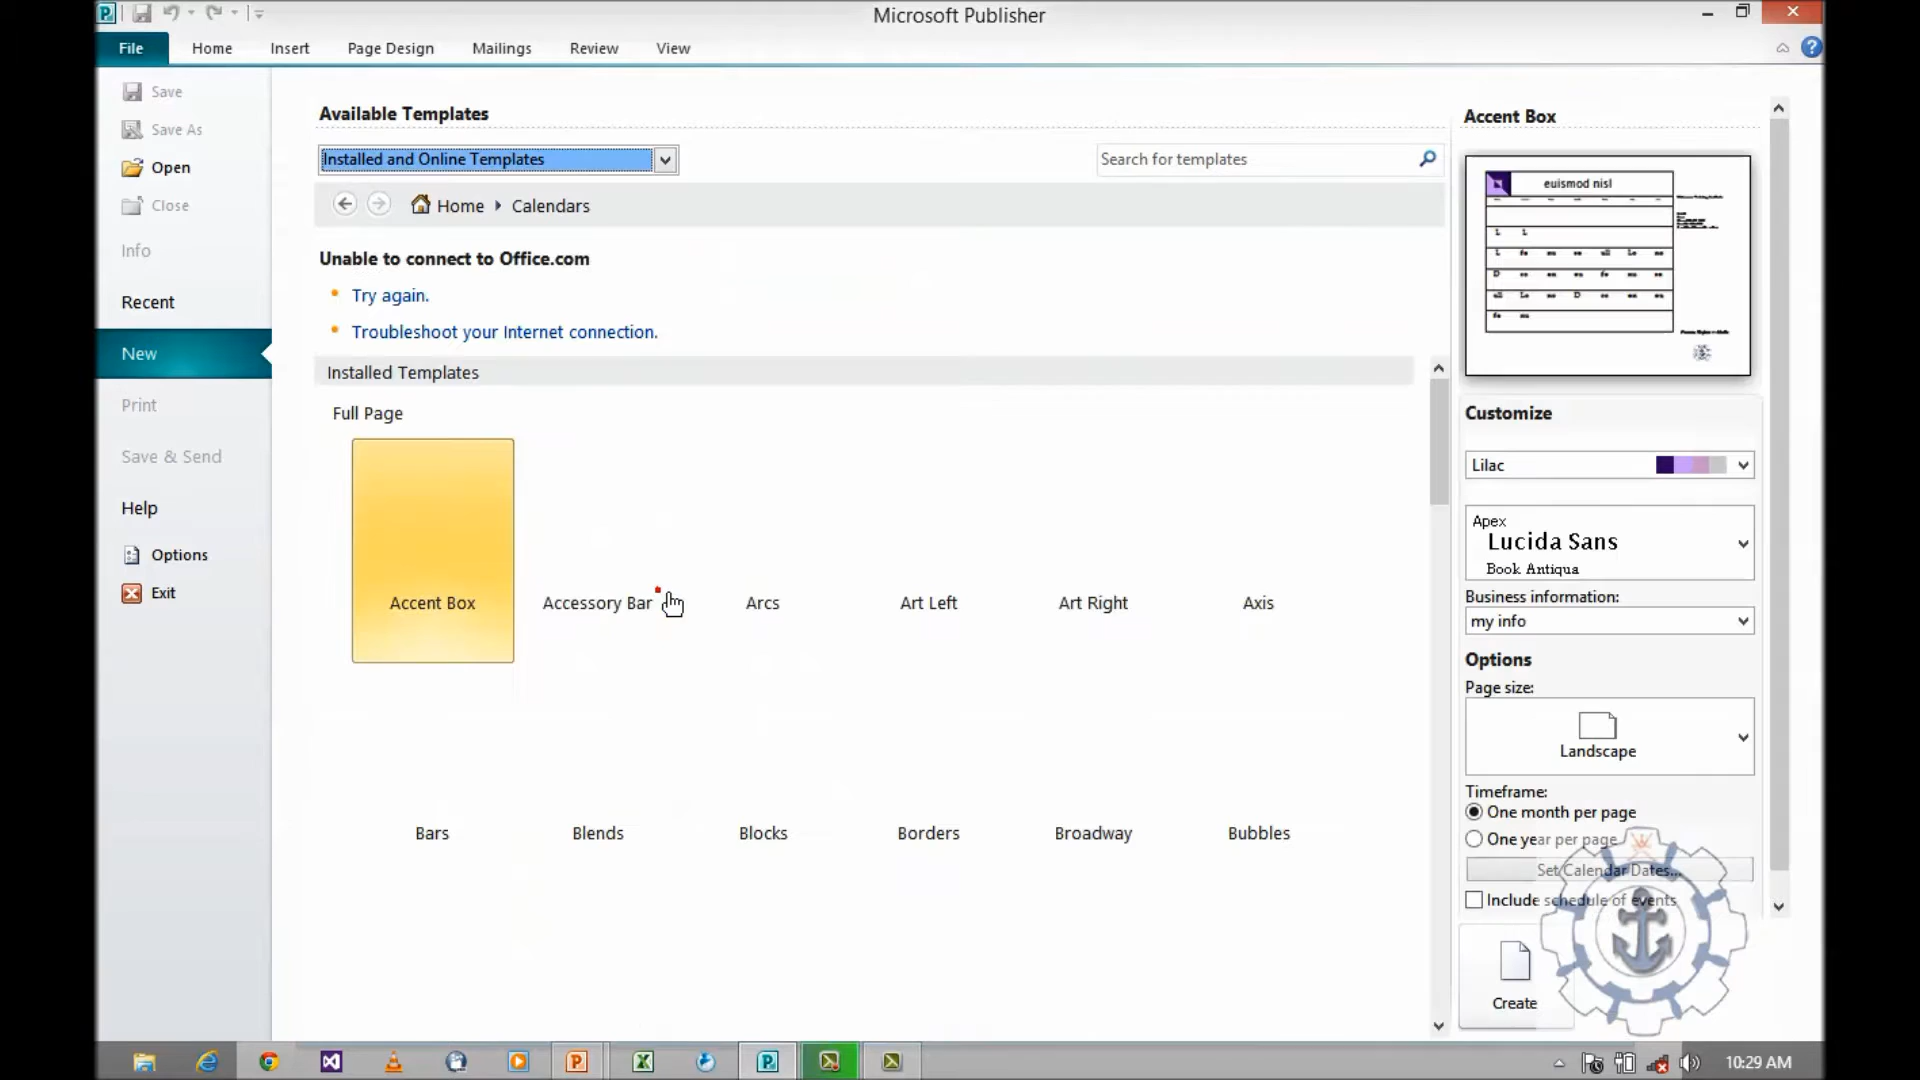 Microsoft Publisher
File
Home
Insert
Page Design
Mailings
Review
View
Save
Save As
Open
Close
Info
Recent
New
Print
Save & Send
Help
Options
Exit
Available Templates
Installed and Online Templates
Search for templates
Home
Calendars
Unable to connect to Office.com
Try again.
Troubleshoot your Internet connection.
Installed Templates
Full Page
Accent Box
Accessory Bar
Arcs
Art Left
Art Right
Axis
Bars
Blends
Blocks
Borders
Broadway
Bubbles
Accent Box
euismod nisl
Customize
Lilac
Apex
Lucida Sans
Book Antiqua
Business information:
my info
Options
Page size:
Landscape
Timeframe:
One month per page
One year per page
Set Calendar Dates...
Include schedule of events
Create
10:29 AM